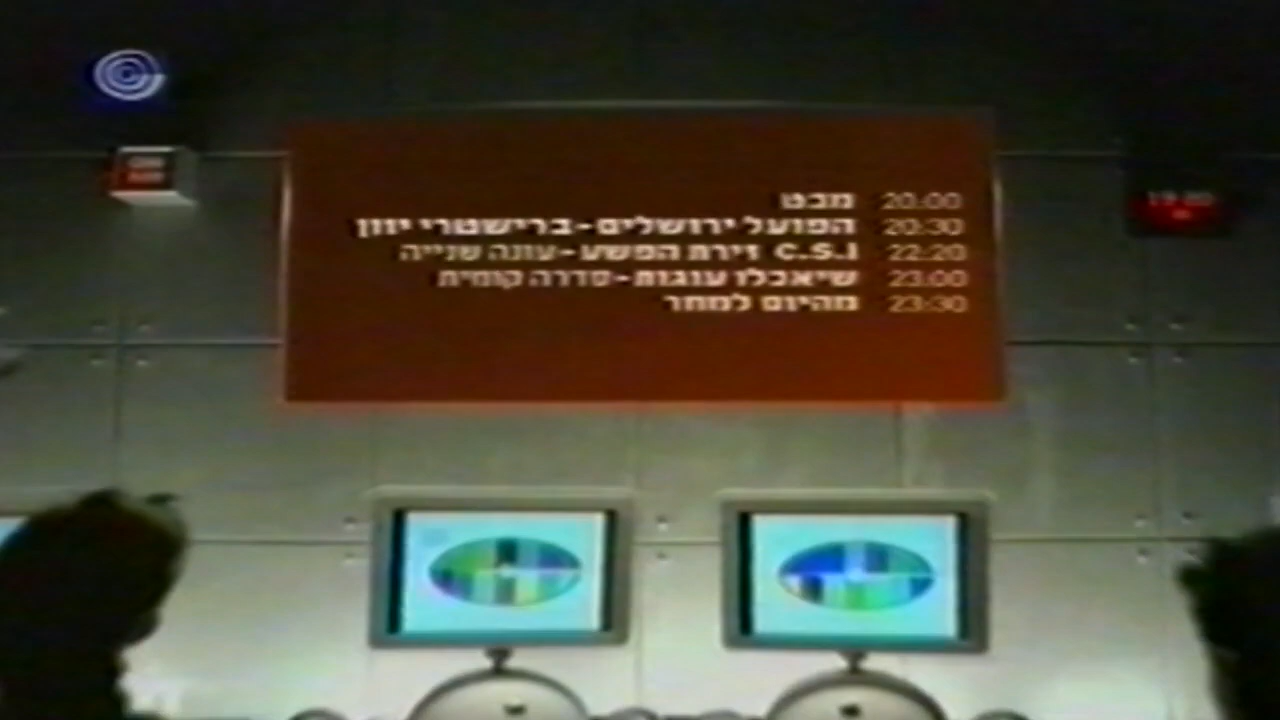 20:00 מבט
20:30 הפועל ירושלים-ברישטרי יוון
22:20 C.S.I זירת הפשע-עונה שנייה
23:00 שיאכלו עוגות-סדרה קומית
23:30 מהיום למחר